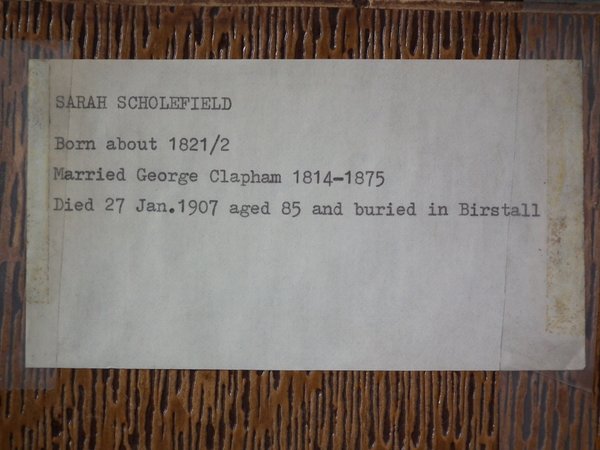 SARAH SCHOLEFIELD
Born about 1821/2
Married George Clapham 1814-1875
Died 27 Jan.1907 aged 85 and buried in Birstall